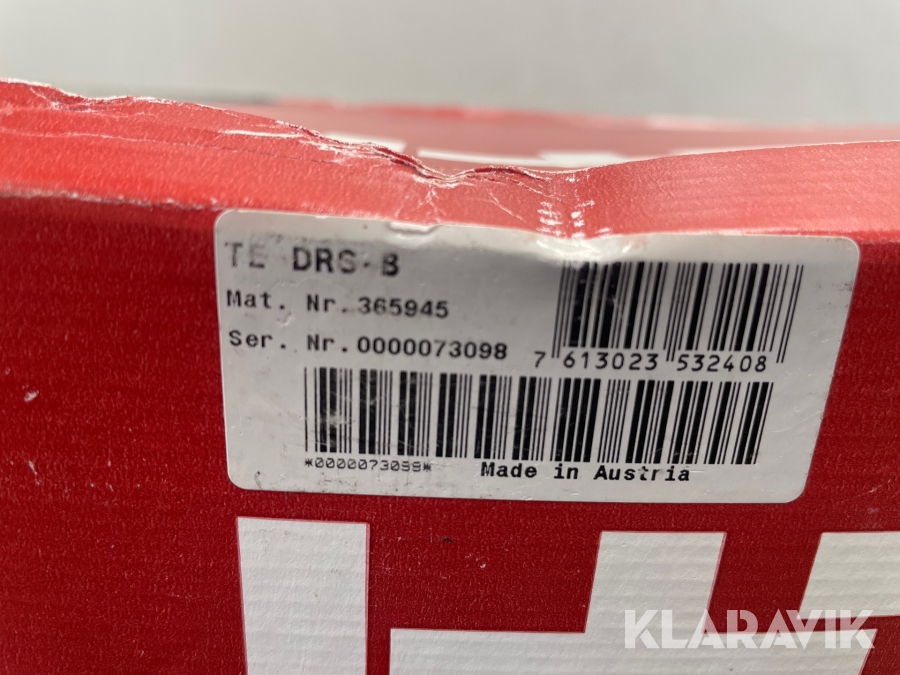 TE DRS-B
Mat. Nr.365945
Ser. Nr.0000073098
7 613023 532408
*0000073098*
Made in Austria
KLARAVIK